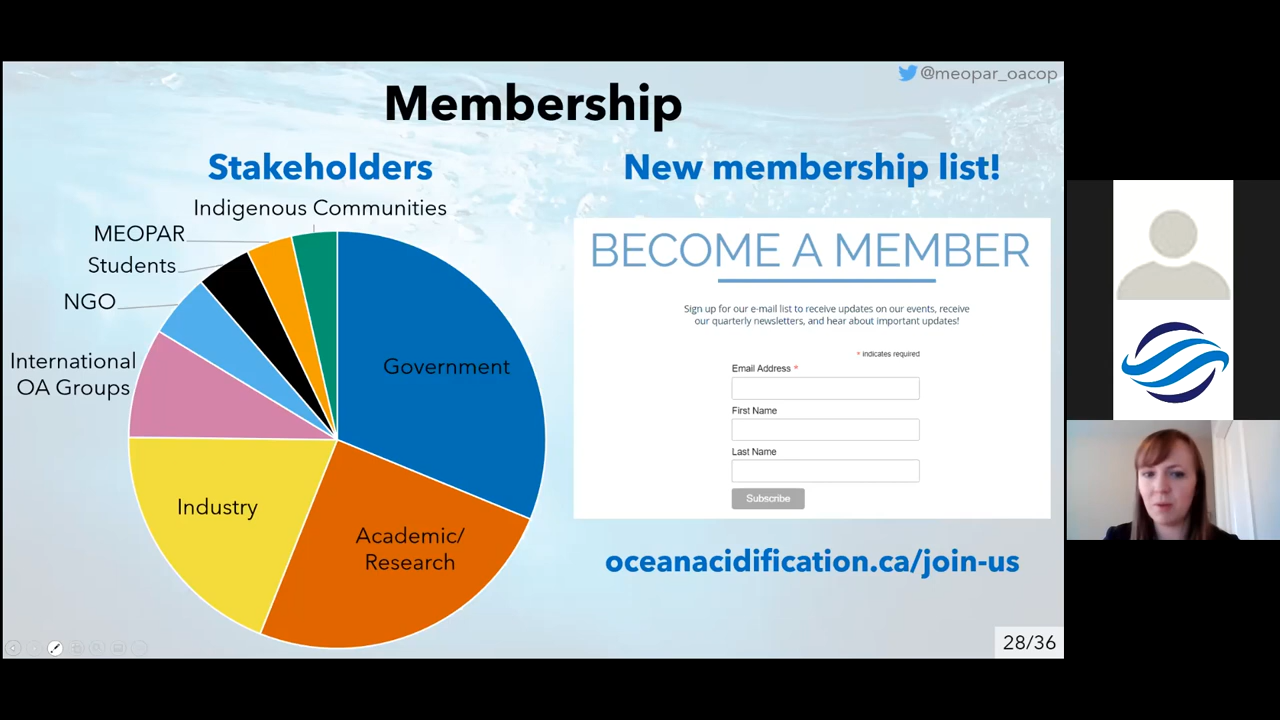 @meopar_oacop
Membership
Stakeholders
Indigenous Communities
MEOPAR
Students
NGO
International
OA Groups
Government
Industry
Academic/
Research
New membership list!
BECOME A MEMBER
Sign up for our e-mail list to receive updates on our events, receive
our quarterly newsletters, and hear about important updates!
* indicates required
Email Address *
First Name
Last Name
Subscribe
oceanacidification.ca/join-us
28/36